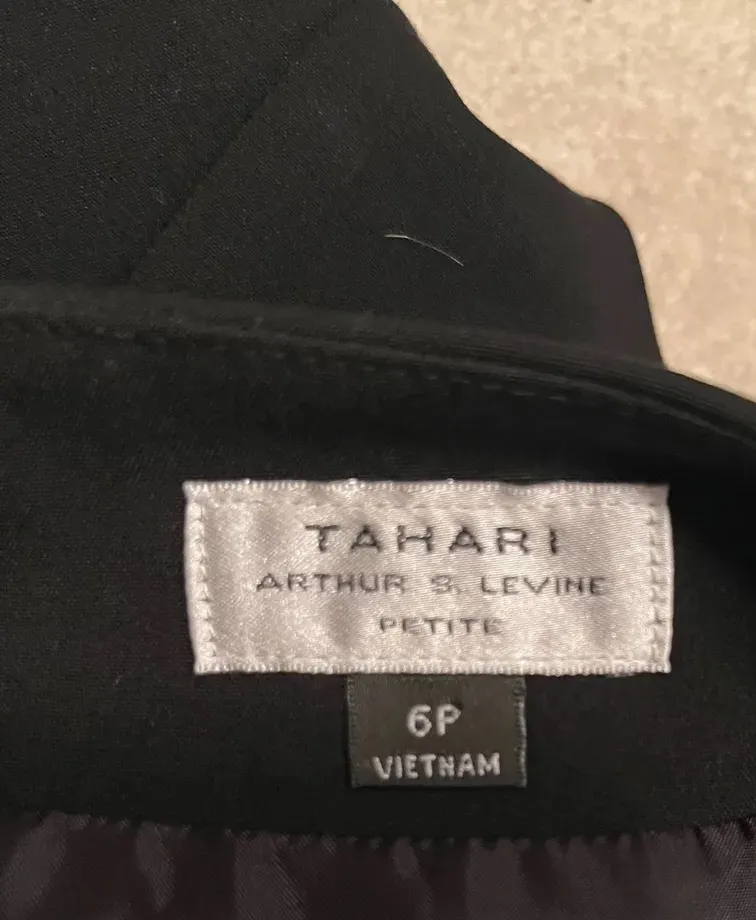 TAHARI
ARTHUR S. LEVINE
PETITE
6P
VIETNAM